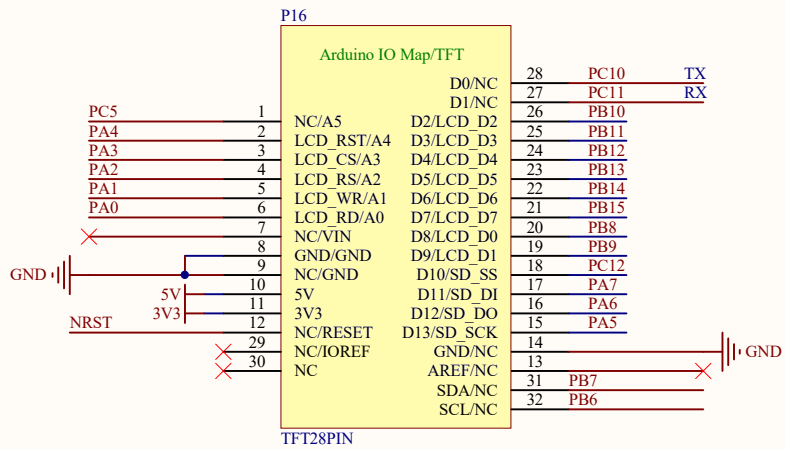 P16
Arduino IO Map/TFT
PC5 1 NC/A5
PA4 2 LCD_RST/A4
PA3 3 LCD_CS/A3
PA2 4 LCD_RS/A2
PA1 5 LCD_WR/A1
PA0 6 LCD_RD/A0
7 NC/VIN
8 GND/GND
GND 9 NC/GND
5V 10 5V
3V3 11 3V3
NRST 12 NC/RESET
29 NC/IOREF
30 NC
D0/NC 28 PC10 TX
D1/NC 27 PC11 RX
D2/LCD_D2 26 PB10
D3/LCD_D3 25 PB11
D4/LCD_D4 24 PB12
D5/LCD_D5 23 PB13
D6/LCD_D6 22 PB14
D7/LCD_D7 21 PB15
D8/LCD_D0 20 PB8
D9/LCD_D1 19 PB9
D10/SD_SS 18 PC12
D11/SD_DI 17 PA7
D12/SD_DO 16 PA6
D13/SD_SCK 15 PA5
GND/NC 14 GND
AREF/NC 13
SDA/NC 31 PB7
SCL/NC 32 PB6
TFT28PIN